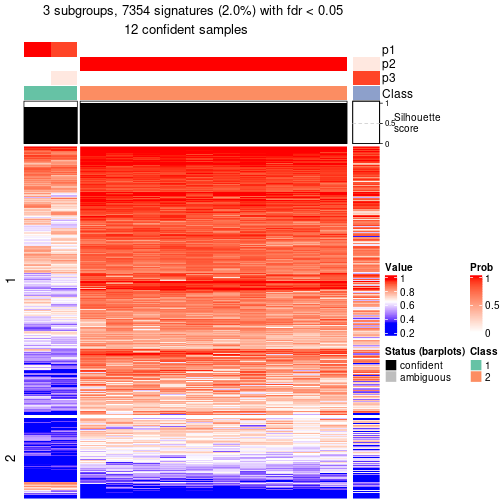 3 subgroups, 7354 signatures (2.0%) with fdr < 0.05
12 confident samples
p1
p2
p3
Class
1
0.5
0
Silhouette
score
1
2
Value
1
0.8
0.6
0.4
0.2
Prob
1
0.5
0
Status (barplots)
confident
ambiguous
Class
1
2